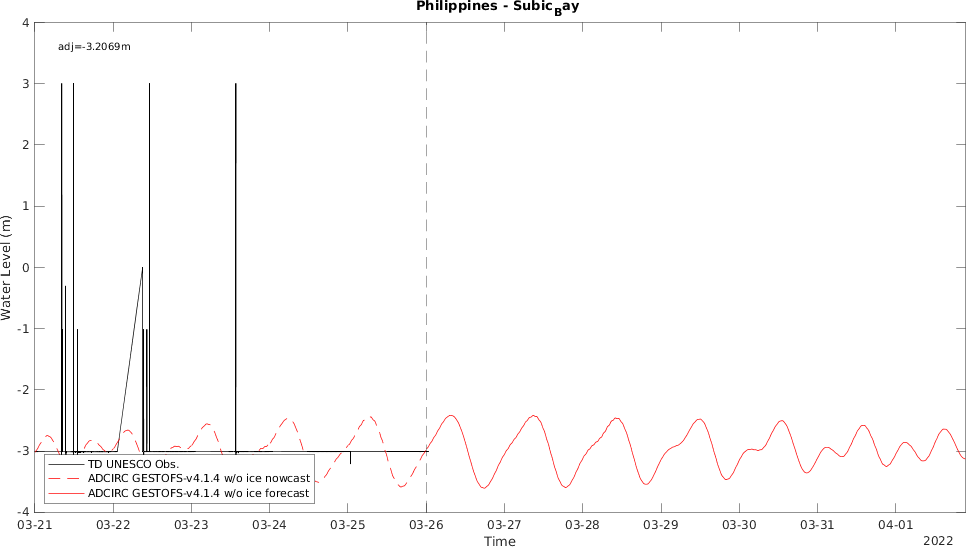 Philippines - SubicBay
adj=-3.2069m
Water Level (m)
4
3
2
1
0
-1
-2
-3
-4
TD UNESCO Obs.
ADCIRC GESTOFS-v4.1.4 w/o ice nowcast
ADCIRC GESTOFS-v4.1.4 w/o ice forecast
03-21 03-22 03-23 03-24 03-25 03-26 03-27 03-28 03-29 03-30 03-31 04-01
Time
2022